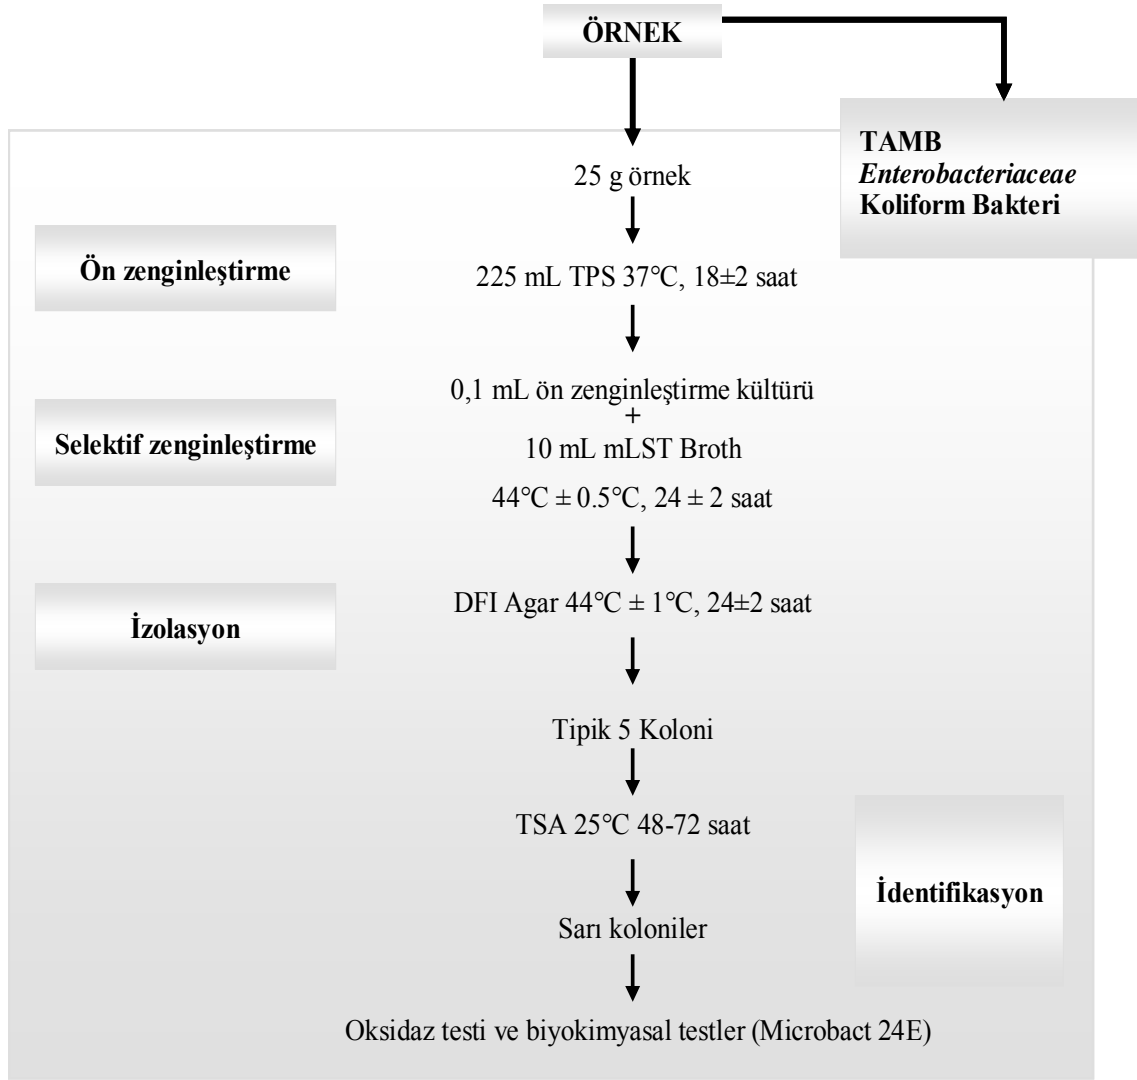 ÖRNEK
TAMB
Enterobacteriaceae
Koliform Bakteri
25 g örnek
Ön zenginleştirme
225 mL TPS 37°C, 18±2 saat
0,1 mL ön zenginleştirme kültürü
+
Selektif zenginleştirme
10 mL mLST Broth
44°C ± 0.5°C, 24 ± 2 saat
İzolasyon
DFI Agar 44°C ± 1°C, 24±2 saat
Tipik 5 Koloni
TSA 25°C 48-72 saat
İdentifikasyon
Sarı koloniler
Oksidaz testi ve biyokimyasal testler (Microbact 24E)